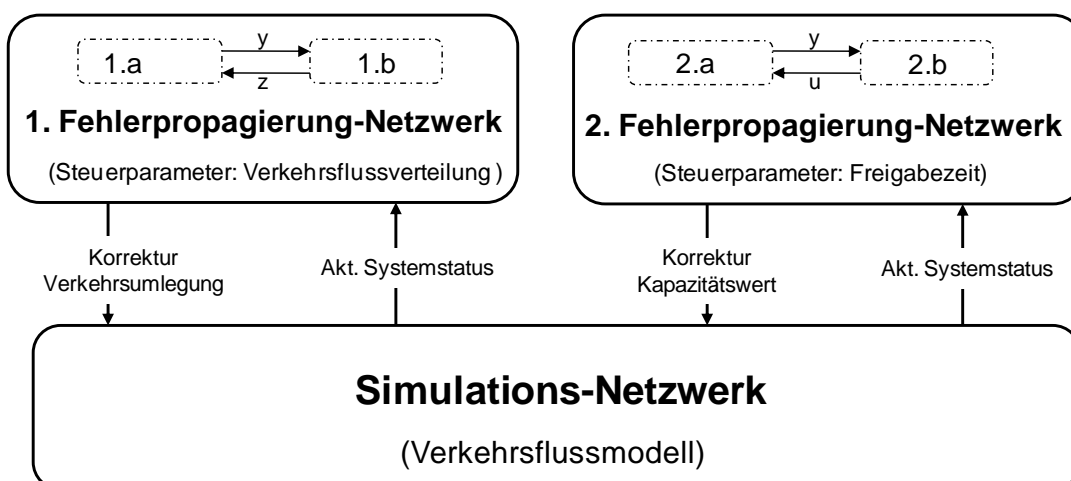 y
1.a
1.b
z
1. Fehlerpropagierung-Netzwerk
(Steuerparameter: Verkehrsflussverteilung )
y
2.a
2.b
u
2. Fehlerpropagierung-Netzwerk
(Steuerparameter: Freigabezeit)
Korrektur
Verkehrsumlegung
Akt. Systemstatus
Korrektur
Kapazitätswert
Akt. Systemstatus
Simulations-Netzwerk
(Verkehrsflussmodell)